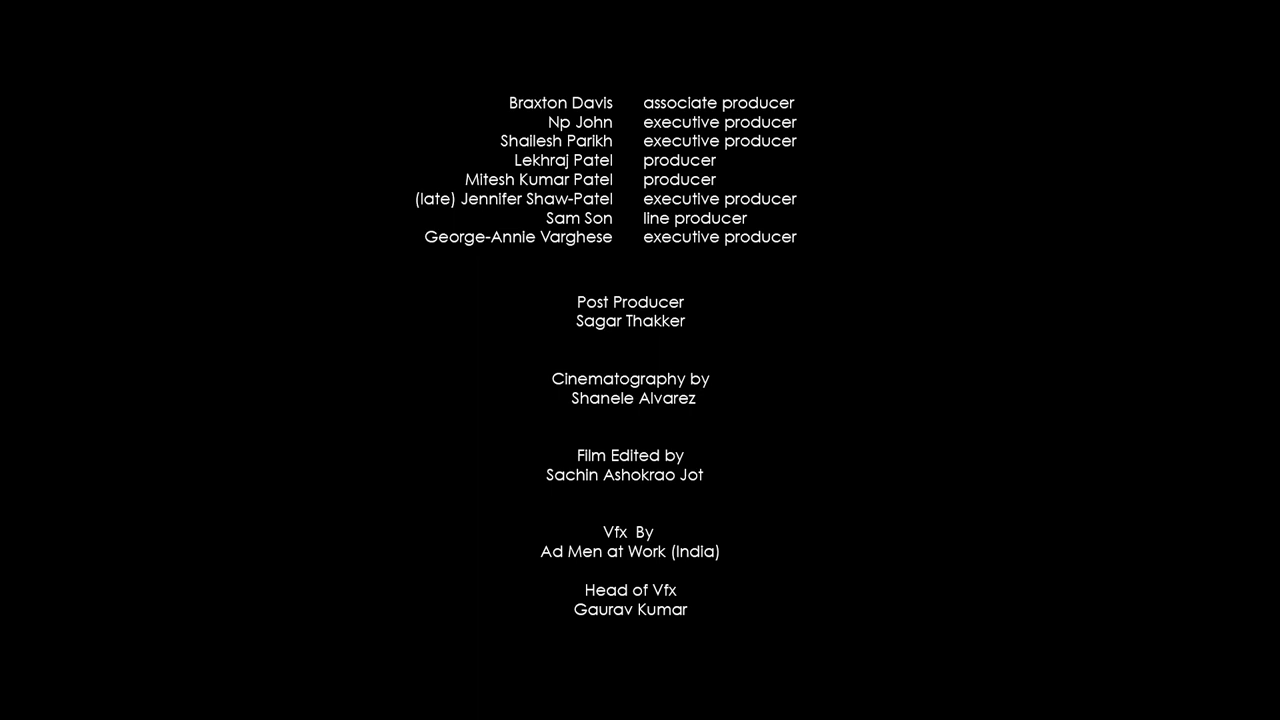 Braxton Davis associate producer
Np John executive producer
Shailesh Parikh executive producer
Lekhraj Patel producer
Mitesh Kumar Patel producer
(late) Jennifer Shaw-Patel executive producer
Sam Son line producer
George-Annie Varghese executive producer
Post Producer
Sagar Thakker
Cinematography by
Shanele Alvarez
Film Edited by
Sachin Ashokrao Jot
Vfx By
Ad Men at Work (India)
Head of Vfx
Gaurav Kumar